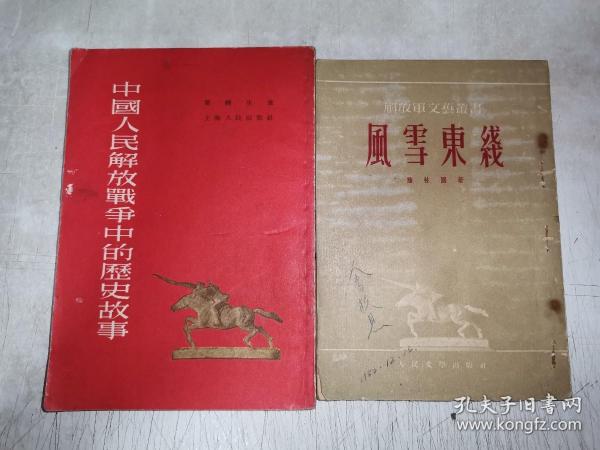 中國人民解放戰爭中的歷史故事
上海人民出版社
解放軍文藝叢書
風雪東綫
人民文學出版社
孔夫子旧书网
www.kongfz.com